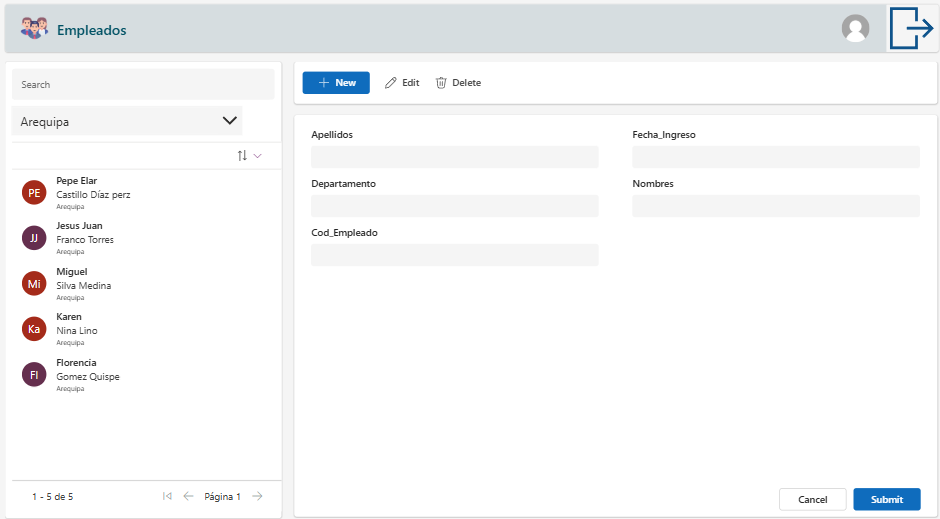 Empleados
Search
Arequipa
PE
Pepe Elar
Castillo Díaz perz
Arequipa
JJ
Jesus Juan
Franco Torres
Arequipa
Mi
Miguel
Silva Medina
Arequipa
Ka
Karen
Nina Lino
Arequipa
Fl
Florencia
Gomez Quispe
Arequipa
1 - 5 de 5
Página 1
New
Edit
Delete
Apellidos
Fecha_Ingreso
Departamento
Nombres
Cod_Empleado
Cancel
Submit